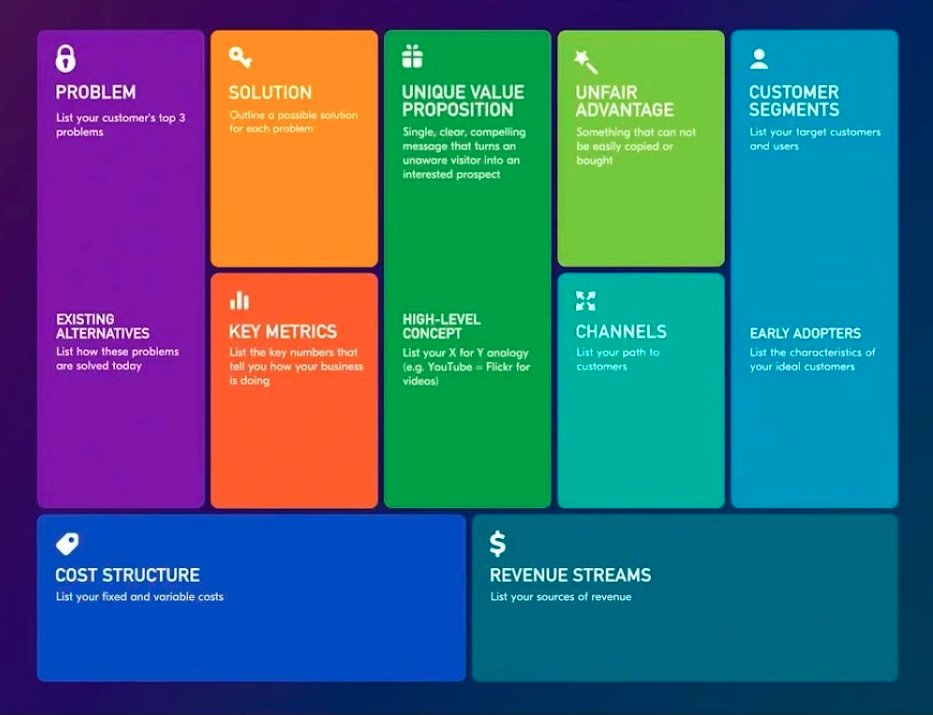 PROBLEM
List your customer's top 3
problems
EXISTING
ALTERNATIVES
List how these problems
are solved today
SOLUTION
Outline a possible solution
for each problem
KEY METRICS
List the key numbers that
tell you how your business
is doing
UNIQUE VALUE
PROPOSITION
Single, clear, compelling
message that turns an
unaware visitor into an
interested prospect
HIGH-LEVEL
CONCEPT
List your X for Y analogy
(e.g. YouTube = Flickr for
videos)
UNFAIR
ADVANTAGE
Something that can not
be easily copied or
bought
CHANNELS
List your path to
customers
CUSTOMER
SEGMENTS
List your target customers
and users
EARLY ADOPTERS
List the characteristics of
your ideal customers
COST STRUCTURE
List your fixed and variable costs
REVENUE STREAMS
List your sources of revenue